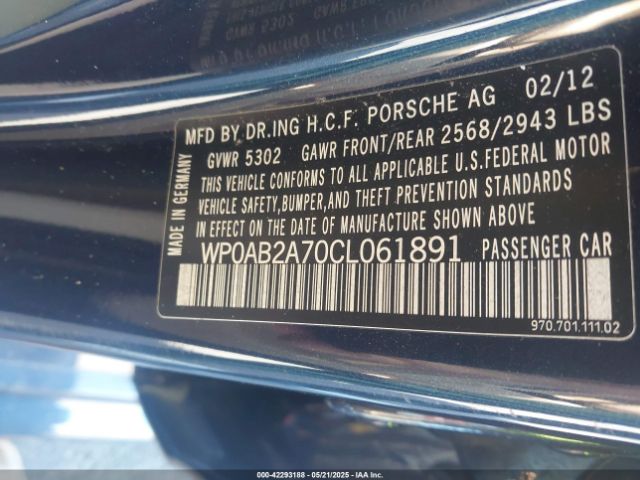 MFD BY DR.ING H.C.F. PORSCHE AG 02/12
GVWR 5302 GAWR FRONT/REAR 2568/2943 LBS
THIS VEHICLE CONFORMS TO ALL APPLICABLE U.S.FEDERAL MOTOR
VEHICLE SAFETY,BUMPER,AND THEFT PREVENTION STANDARDS
IN EFFECT ON THE DATE OF MANUFACTURE SHOWN ABOVE
WP0AB2A70CL061891 PASSENGER CAR
MADE IN GERMANY
970.701.111.02
00-42293188 - 05/21/2025 - IAA Inc.